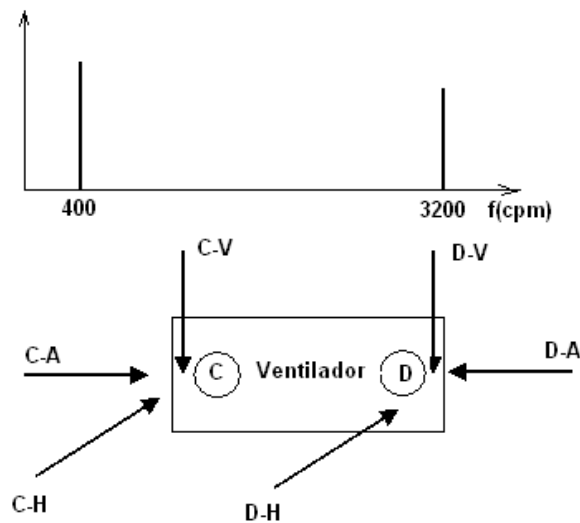 400
3200
f(cpm)
C-V
D-V
C-A
C
Ventilador
D
D-A
C-H
D-H